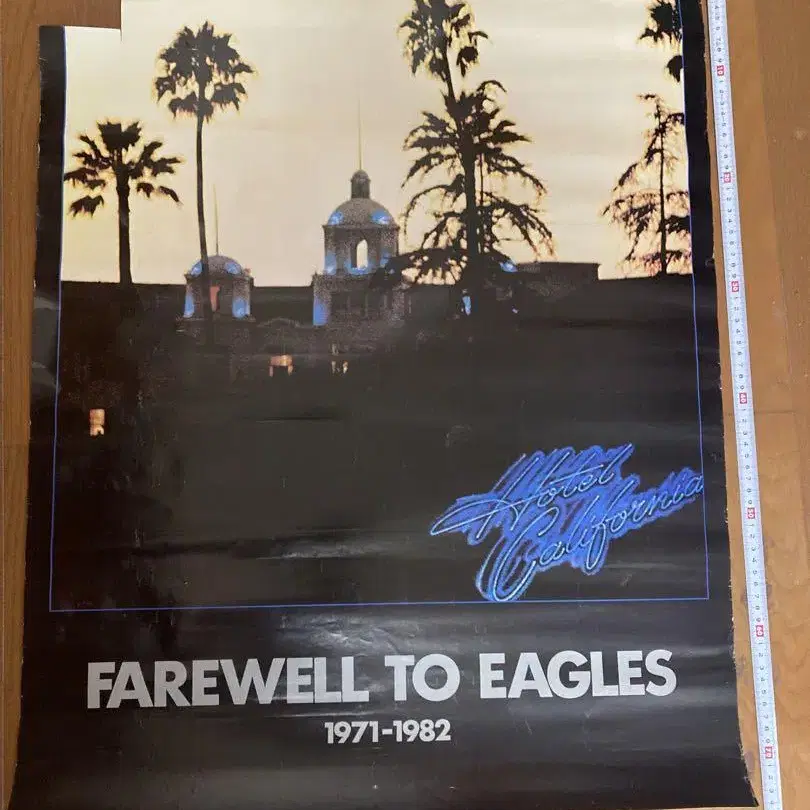 Hotel
California
FAREWELL TO EAGLES
1971-1982